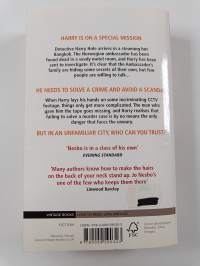 HARRY IS ON A SPECIAL MISSION
Detective Harry Hole arrives in a steaming hot
Bangkok. The Norwegian ambassador has been
found dead in a seedy motel room, and Harry has been
sent to investigate. It's clear that the Ambassador's
family are hiding some secrets of their own, but few
people are willing to talk...
HE NEEDS TO SOLVE A CRIME AND AVOID A SCANDAL
When Harry lays his hands on some incriminating CCTV
footage, things only get even more complicated. The man who
gave him the tape goes missing, and Harry realises that
failing to solve a murder case is by no means the only
danger that faces the unwary.
BUT IN AN UNFAMILIAR CITY, WHO CAN YOU TRUST?
'Nesbo is in a class of his own'
EVENING STANDARD
'Many authors know how to make the hairs
on the back of your neck stand up. Jo Nesbo's
one of the few who keeps them there'
Linwood Barclay
VINTAGE BOOKS
FICTION
FSC